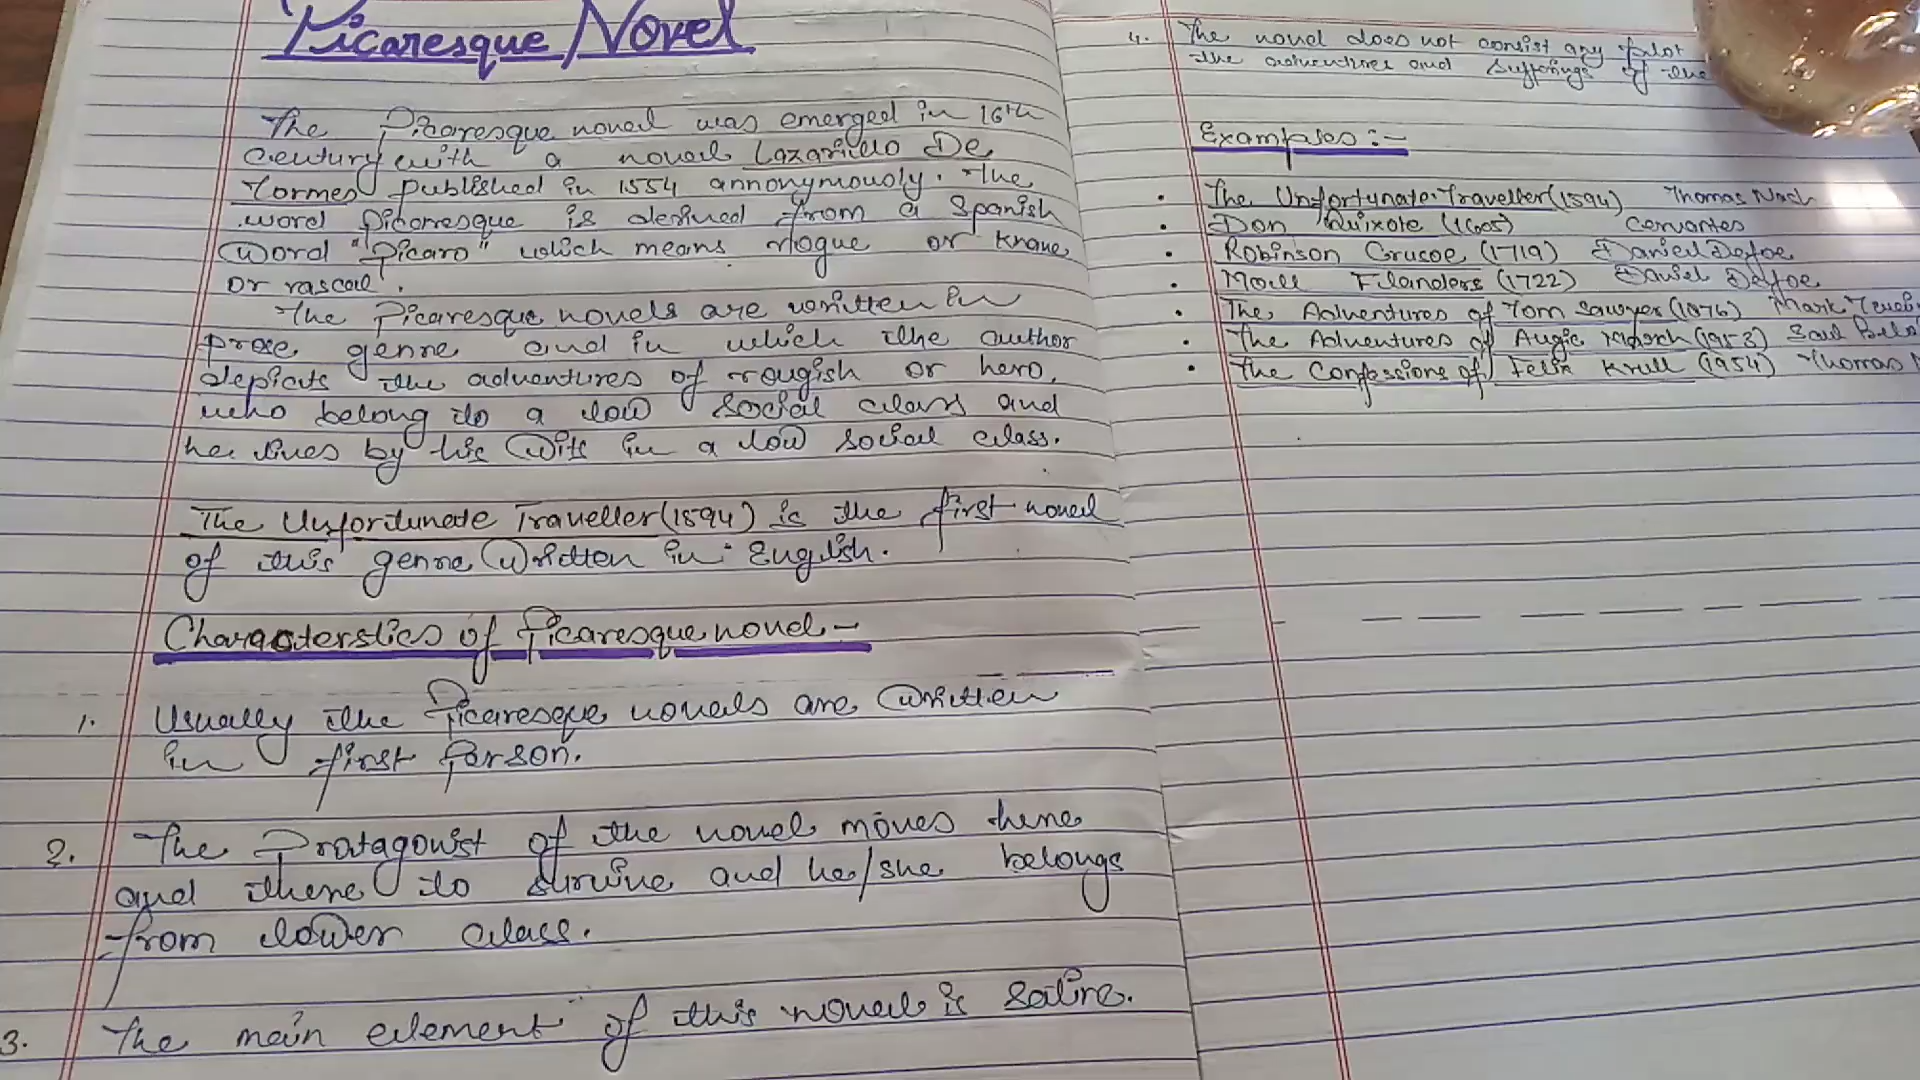 Picaresque Novel
The Picaresque novel was emerged in 16th
century with a novel Lazarillo De
Tormes published in 1554 annonymously. The
word Picaresque is derived from a Spanish
word "Picaro" which means rogue or knave
or rascal.
The Picaresque novels are written in
prose genre and in which the author
depicts the adventures of rougish or hero,
who belong to a low social class and
he lives by his wits in a low social class.
The Unfortunate Traveller (1594) is the first novel
of this genre written in English.
Characterstics of Picaresque novel -
1. Usually the Picaresque novels are written
in first person.
2. The Protagonist of the novel moves here
and there to survive and he/she belongs
from lower class.
3. The main element of this novel is satire.
4. The novel does not consist any plot
the adventures and sufferings of the
Examples :-
• The Unfortunate Traveller (1594) Thomas Nash
• Don Quixote (1605) Cervantes
• Robinson Crusoe (1719) Daniel Defoe
• Moll Flanders (1722) Daniel Defoe
• The Adventures of Tom Sawyer (1876) Mark
• The Adventures of Augie March (1953) Saul
• The Confessions of Felix Krull (1954) Thomas